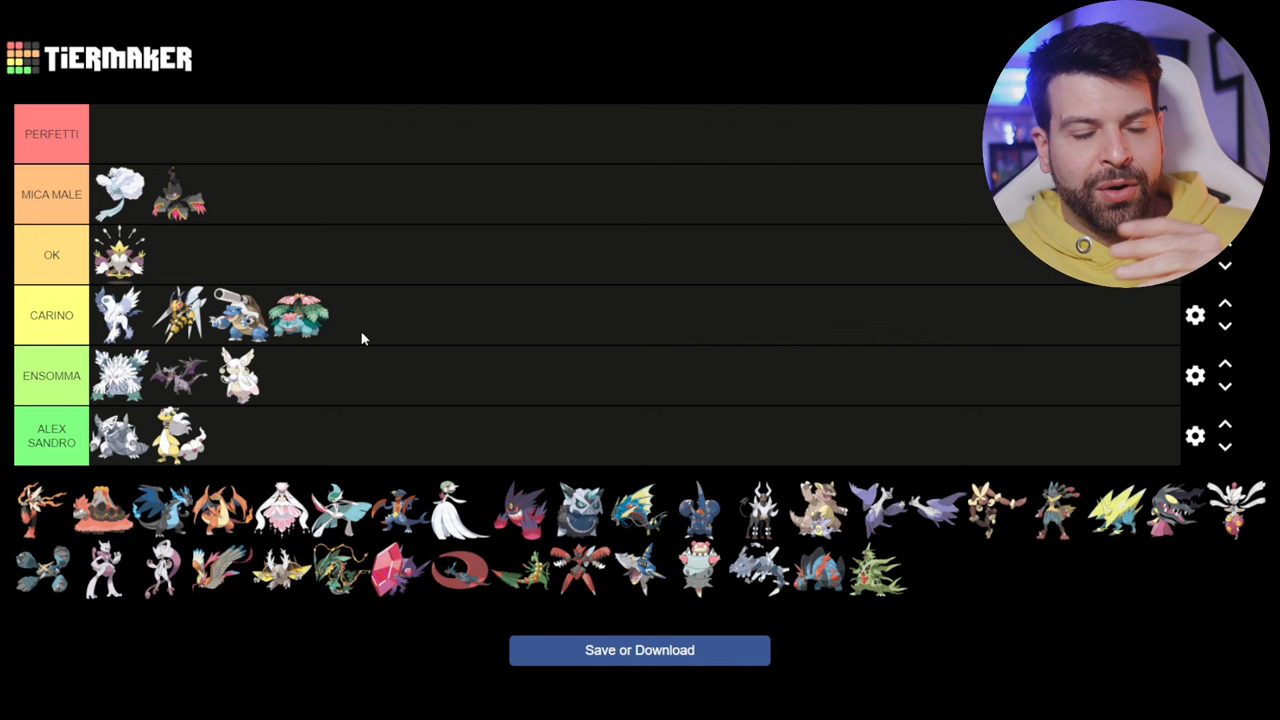 TiERMAKER
PERFETTI
MICA MALE
OK
CARINO
ENSOMMA
ALEX
SANDRO
Save or Download